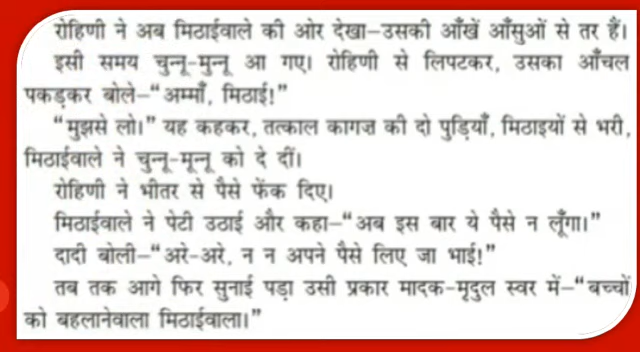 रोहिणी ने अब मिठाईवाले की ओर देखा–उसकी आँखें आँसुओं से तर हैं।
इसी समय चुन्नू-मुन्नू आ गए। रोहिणी से लिपटकर, उसका आँचल
पकड़कर बोले–“अम्माँ, मिठाई!”
“मुझसे लो।” यह कहकर, तत्काल कागज़ की दो पुड़ियाँ, मिठाइयों से भरी,
मिठाईवाले ने चुन्नू-मून्नू को दे दीं।
रोहिणी ने भीतर से पैसे फेंक दिए।
मिठाईवाले ने पेटी उठाई और कहा–“अब इस बार ये पैसे न लूँगा।”
दादी बोली–“अरे-अरे, न न अपने पैसे लिए जा भाई!”
तब तक आगे फिर सुनाई पड़ा उसी प्रकार मादक-मृदुल स्वर में–“बच्चों
को बहलानेवाला मिठाईवाला।”